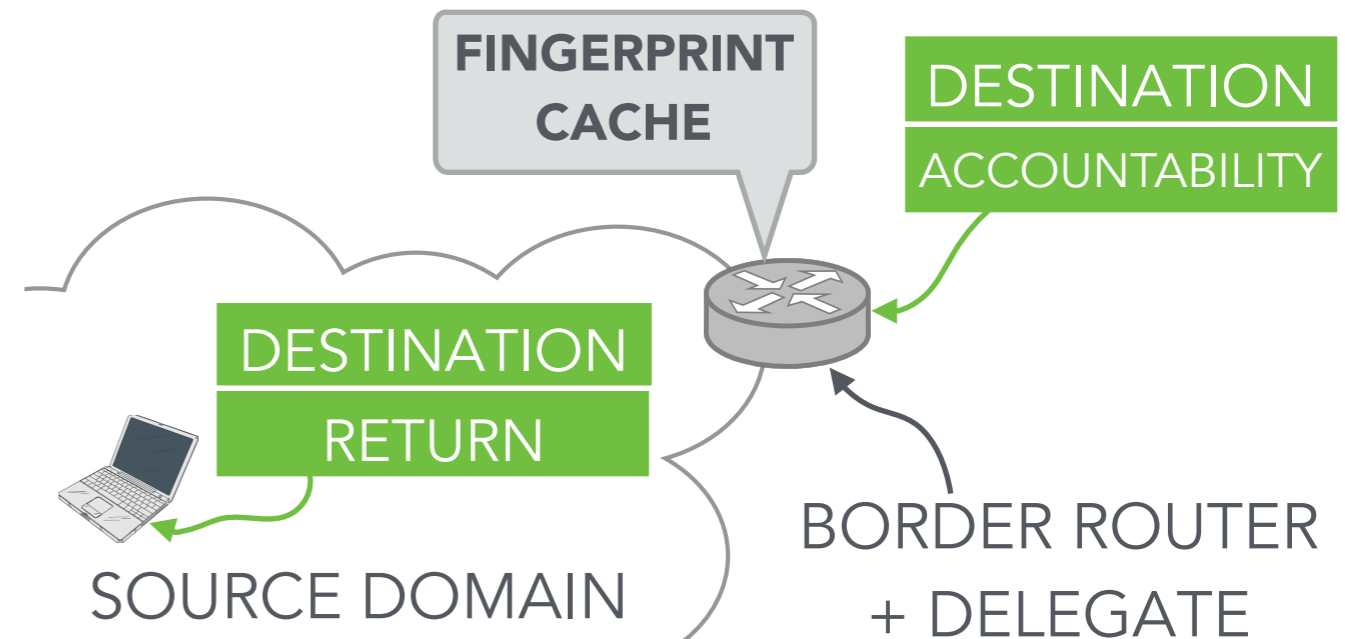 FINGERPRINT
CACHE
DESTINATION
ACCOUNTABILITY
DESTINATION
RETURN
SOURCE DOMAIN
BORDER ROUTER
+ DELEGATE